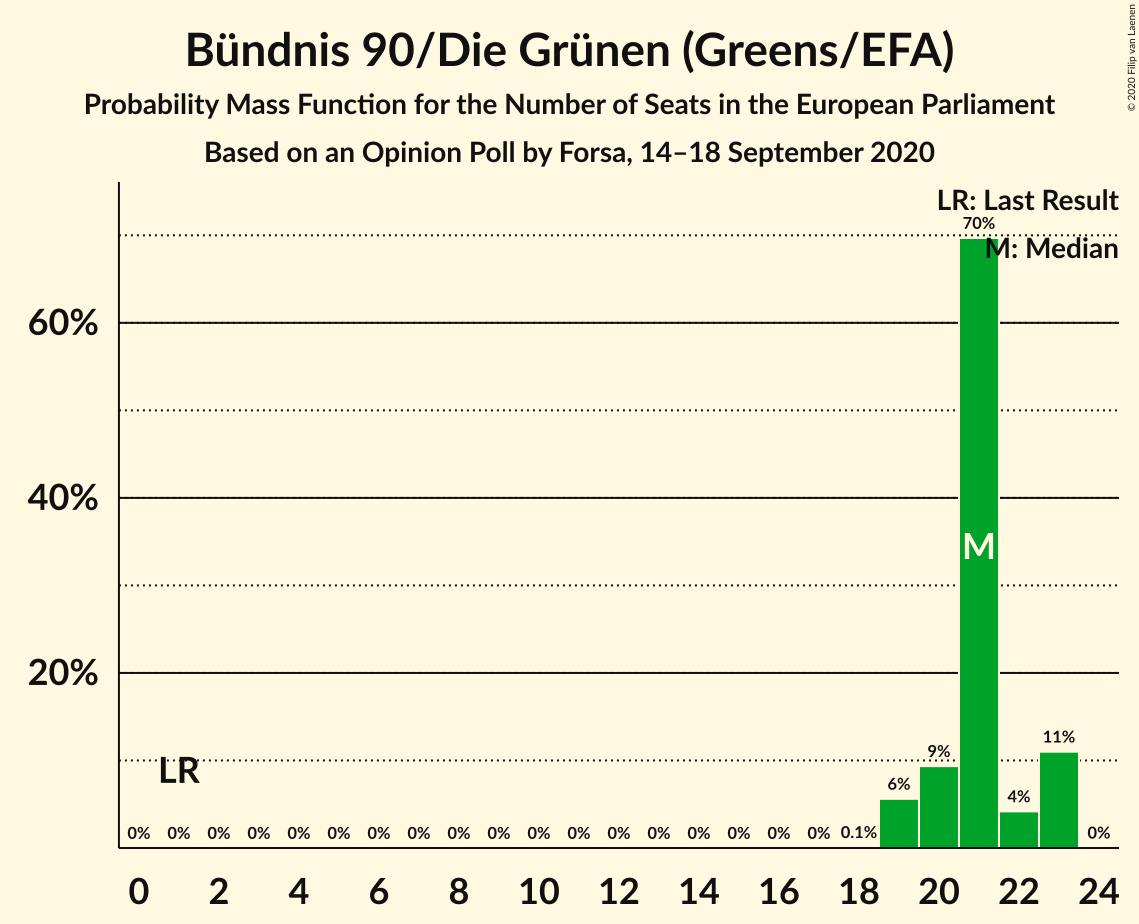 Bündnis 90/Die Grünen (Greens/EFA)
Probability Mass Function for the Number of Seats in the European Parliament
Based on an Opinion Poll by Forsa, 14–18 September 2020
© 2020 Filip van Laenen
LR: Last Result
70%
M: Median
60%
40%
M
20%
11%
9%
LR
6%
4%
0% 0% 0% 0% 0% 0% 0% 0% 0% 0% 0% 0% 0% 0% 0% 0% 0% 0% 0.1% 0%
0 2 4 6 8 10 12 14 16 18 20 22 24